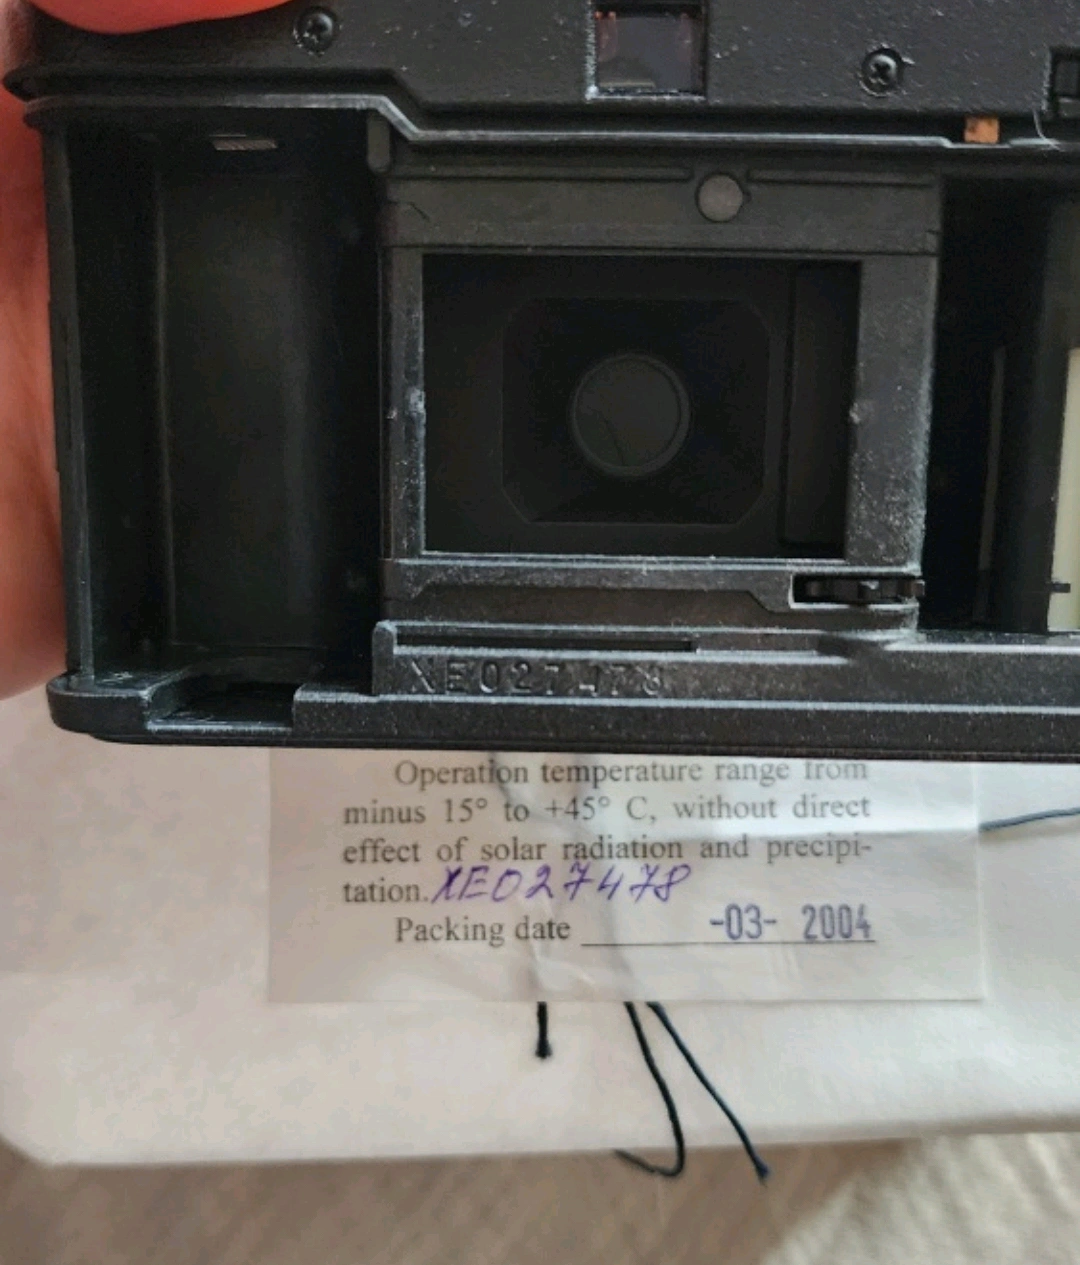 XE027478
Operation temperature range from
minus 15° to +45° C, without direct
effect of solar radiation and precipi-
tation. XE027478
Packing date -03- 2004